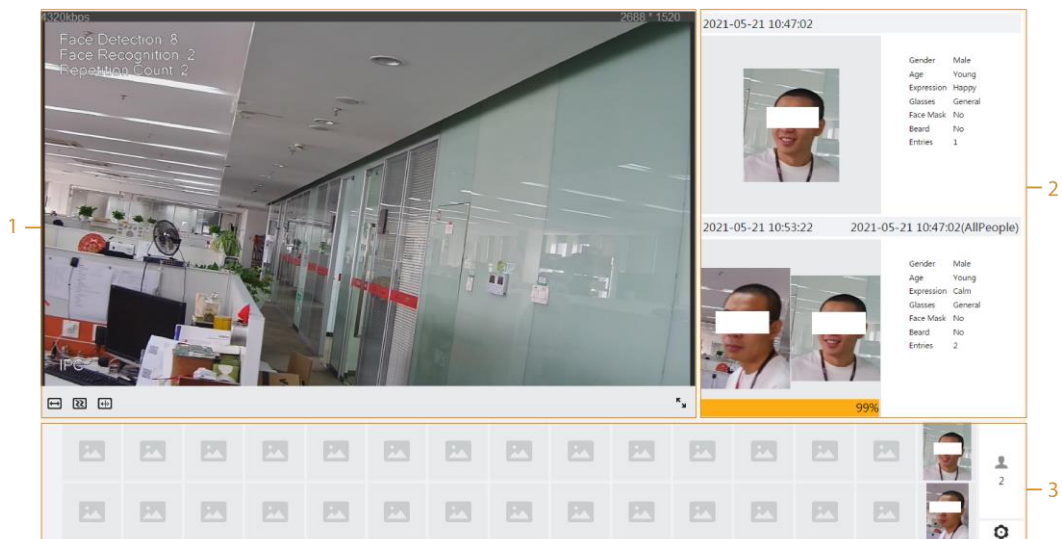 4320kbps 2688 * 1520
Face Detection 8
Face Recognition :2
Repetition Count :2
IPC
1
2021-05-21 10:47:02
Gender Male
Age Young
Expression Happy
Glasses General
Face Mask No
Beard No
Entries 1
2
2021-05-21 10:53:22 2021-05-21 10:47:02(AllPeople)
Gender Male
Age Young
Expression Calm
Glasses General
Face Mask No
Beard No
Entries 2
99%
2
3